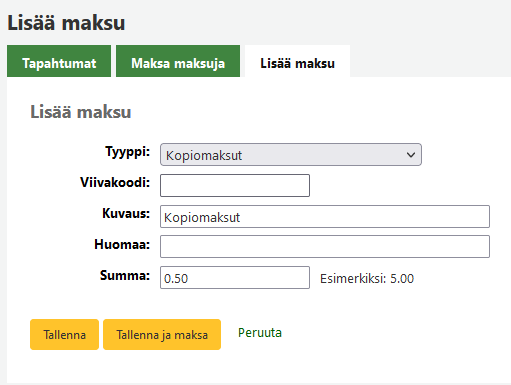 Lisää maksu
Tapahtumat Maksa maksuja Lisää maksu
Lisää maksu
Tyyppi: Kopiomaksut
Viivakoodi:
Kuvaus: Kopiomaksut
Huomaa:
Summa: 0.50 Esimerkiksi: 5.00
Tallenna Tallenna ja maksa Peruuta